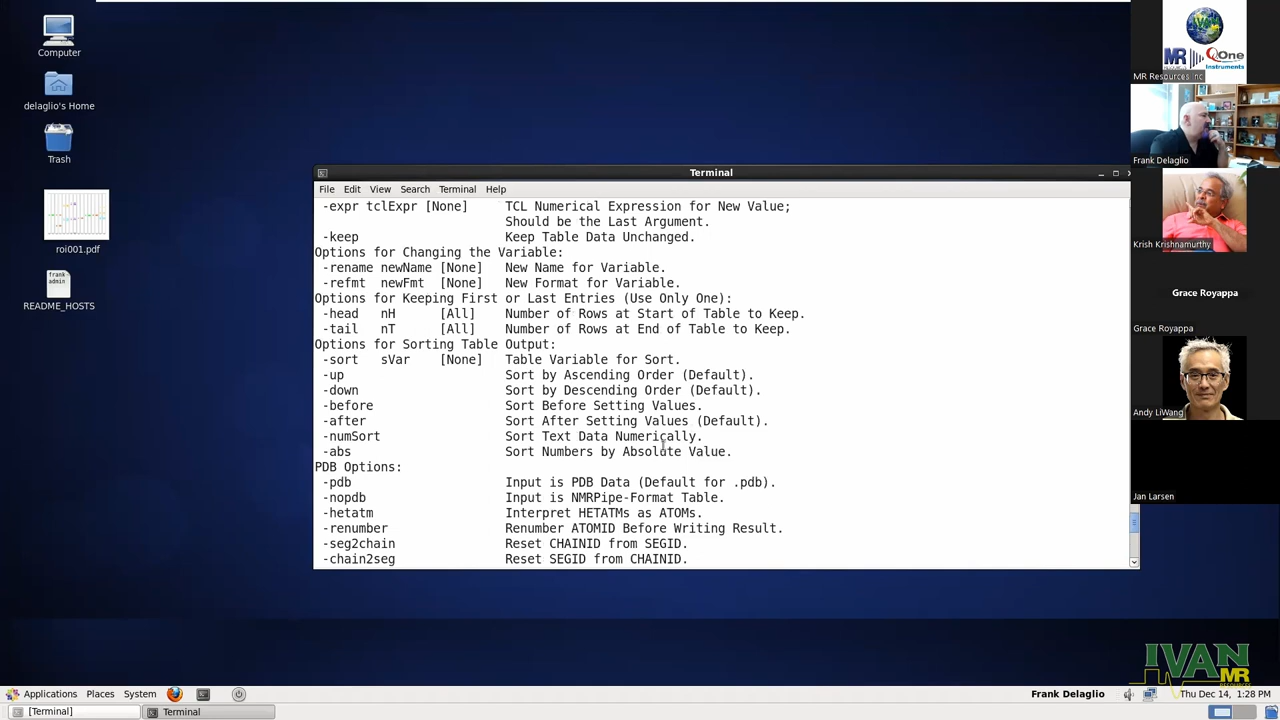 Computer
delaglio's Home
Trash
roi001.pdf
frank
admin
README_HOSTS
Terminal
File Edit View Search Terminal Help
-expr tclExpr [None] TCL Numerical Expression for New Value;
Should be the Last Argument.
-keep Keep Table Data Unchanged.
Options for Changing the Variable:
-rename newName [None] New Name for Variable.
-refmt newFmt [None] New Format for Variable.
Options for Keeping First or Last Entries (Use Only One):
-head nH [All] Number of Rows at Start of Table to Keep.
-tail nT [All] Number of Rows at End of Table to Keep.
Options for Sorting Table Output:
-sort sVar [None] Table Variable for Sort.
-up Sort by Ascending Order (Default).
-down Sort by Descending Order (Default).
-before Sort Before Setting Values.
-after Sort After Setting Values (Default).
-numSort Sort Text Data Numerically.
-abs Sort Numbers by Absolute Value.
PDB Options:
-pdb Input is PDB Data (Default for .pdb).
-nopdb Input is NMRPipe-Format Table.
-hetatm Interpret HETATMs as ATOMs.
-renumber Renumber ATOMID Before Writing Result.
-seg2chain Reset CHAINID from SEGID.
-chain2seg Reset SEGID from CHAINID.
MR QOne
Instruments
MR Resources Inc
Frank Delaglio
Krish Krishnamurthy
Grace Royappa
Grace Royappa
Andy LiWang
Jan Larsen
IVAN
MR
RESOURCES
Applications Places System Frank Delaglio Thu Dec 14, 1:28 PM
[Terminal] Terminal